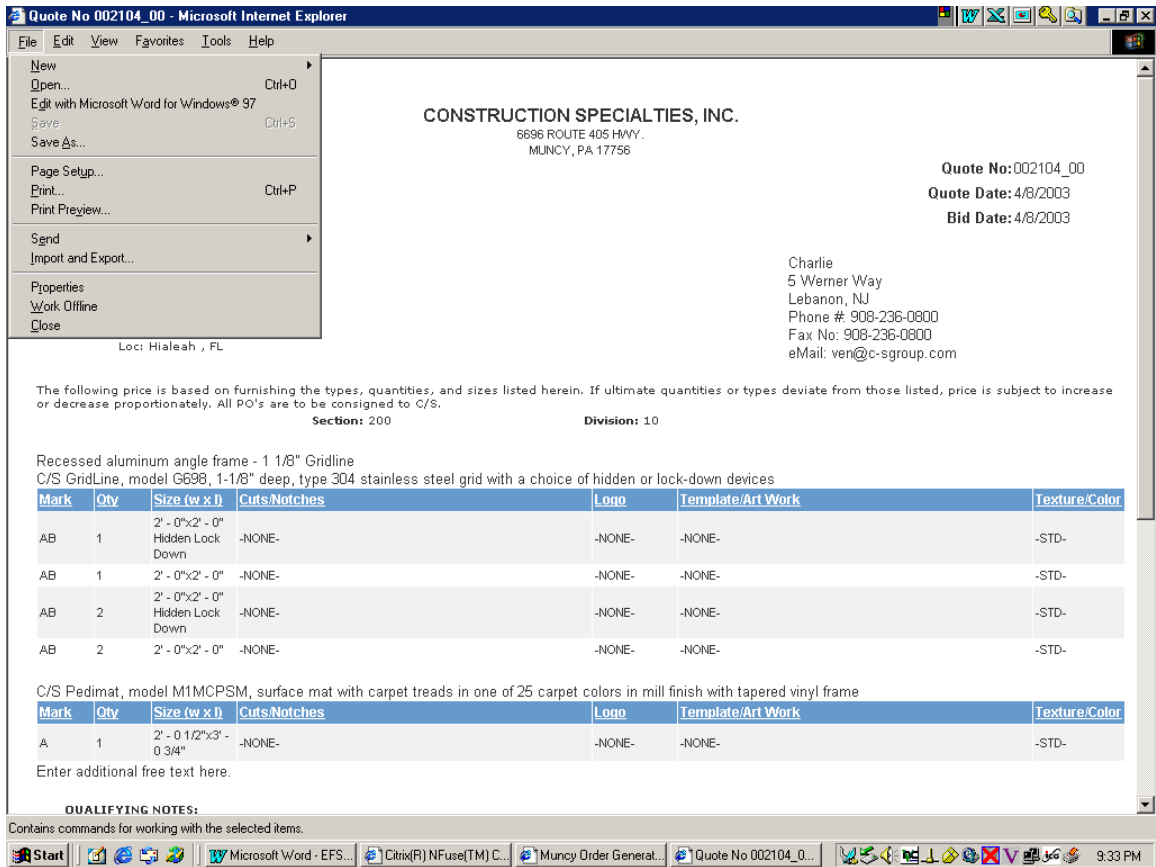 Quote No 002104_00 - Microsoft Internet Explorer
File Edit View Favorites Tools Help
New
Open... Ctrl+O
Edit with Microsoft Word for Windows® 97
Save Ctrl+S
Save As...
Page Setup...
Print... Ctrl+P
Print Preview...
Send
Import and Export...
Properties
Work Offline
Close
CONSTRUCTION SPECIALTIES, INC.
6696 ROUTE 405 HWY.
MUNCY, PA 17756
Quote No: 002104_00
Quote Date: 4/8/2003
Bid Date: 4/8/2003
Charlie
5 Werner Way
Lebanon, NJ
Phone #: 908-236-0800
Fax No: 908-236-0800
eMail: ven@c-sgroup.com
Loc: Hialeah , FL
The following price is based on furnishing the types, quantities, and sizes listed herein. If ultimate quantities or types deviate from those listed, price is subject to increase
or decrease proportionately. All PO's are to be consigned to C/S.
Section: 200 Division: 10
Recessed aluminum angle frame - 1 1/8" Gridline
C/S GridLine, model G698, 1-1/8" deep, type 304 stainless steel grid with a choice of hidden or lock-down devices
Mark Qty Size (w x l) Cuts/Notches Logo Template/Art Work Texture/Color
2' - 0"x2' - 0"
AB 1 Hidden Lock -NONE- -NONE- -NONE- -STD-
Down
AB 1 2' - 0"x2' - 0" -NONE- -NONE- -NONE- -STD-
2' - 0"x2' - 0"
AB 2 Hidden Lock -NONE- -NONE- -NONE- -STD-
Down
AB 2 2' - 0"x2' - 0" -NONE- -NONE- -NONE- -STD-
C/S Pedimat, model M1MCPSM, surface mat with carpet treads in one of 25 carpet colors in mill finish with tapered vinyl frame
Mark Qty Size (w x l) Cuts/Notches Logo Template/Art Work Texture/Color
A 1 2' - 0 1/2"x3' - -NONE- -NONE- -NONE- -STD-
0 3/4"
Enter additional free text here.
QUALIFYING NOTES:
Contains commands for working with the selected items.
Start Microsoft Word - EFS... Citrix(R) NFuse(TM) C... Muncy Order Generat... Quote No 002104_0... 9:33 PM